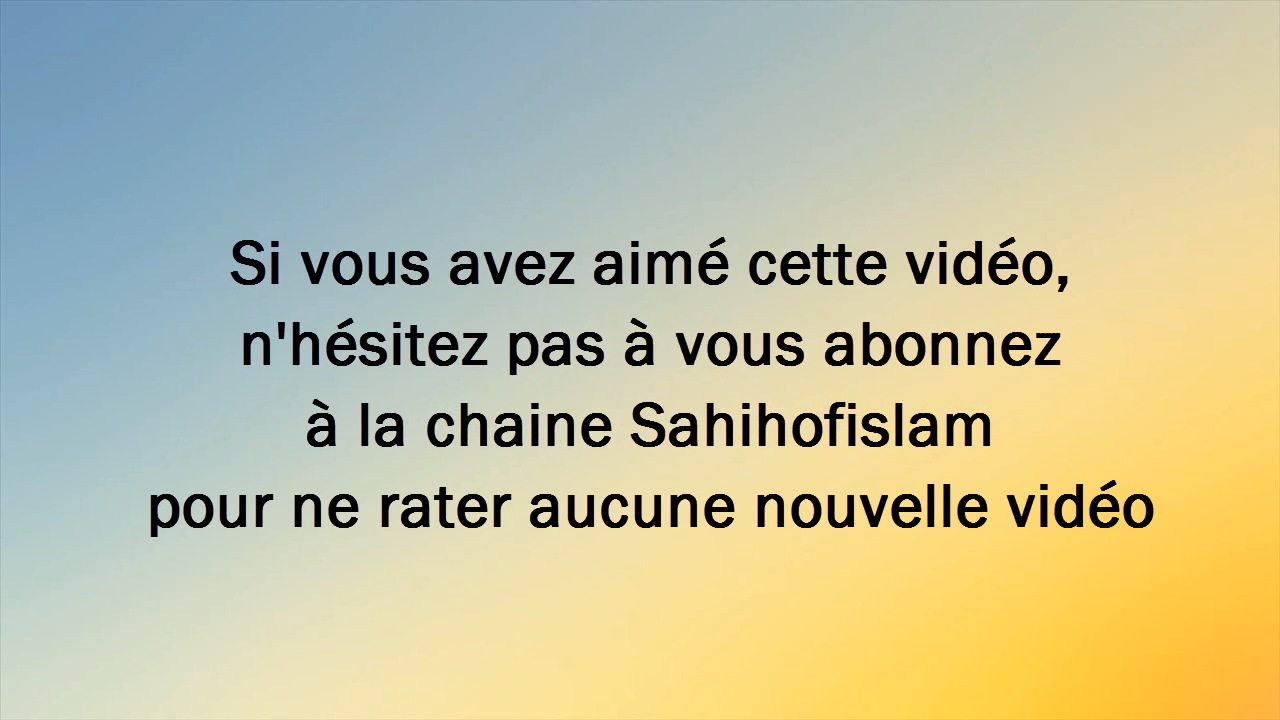 Si vous avez aimé cette vidéo,
n'hésitez pas à vous abonnez
à la chaine Sahihofislam
pour ne rater aucune nouvelle vidéo